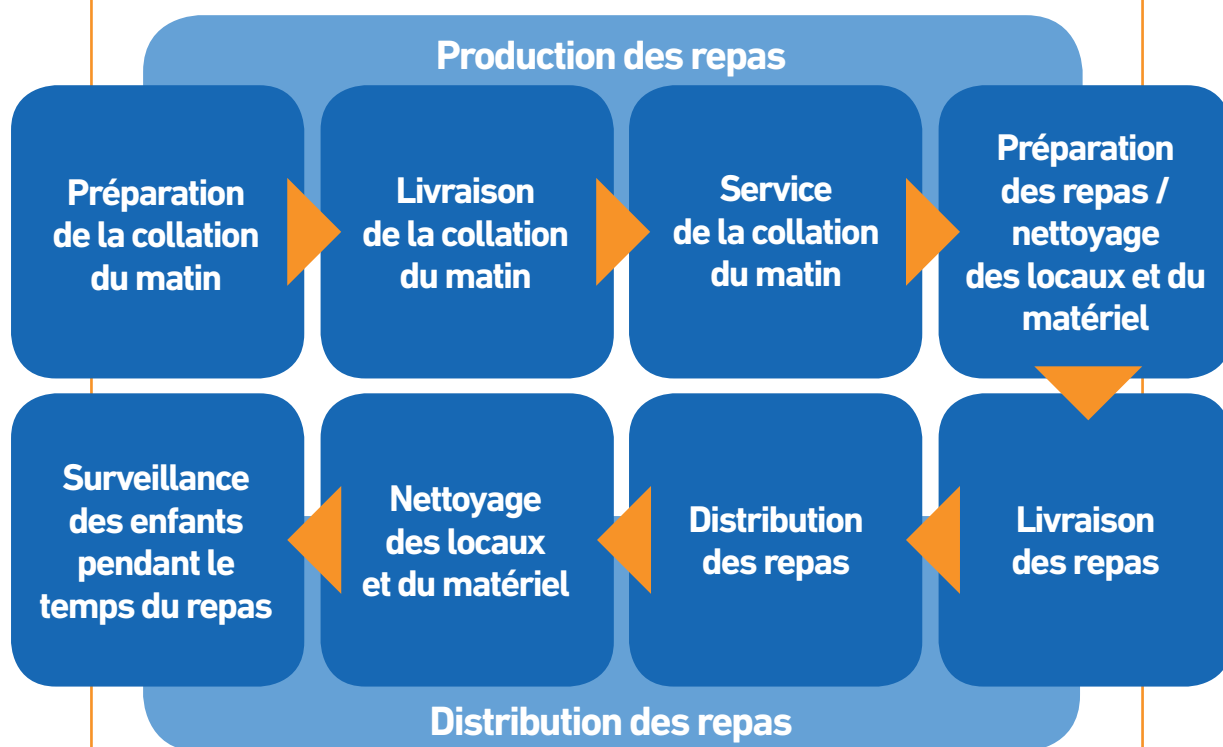 Production des repas
Préparation
de la collation
du matin
Livraison
de la collation
du matin
Service
de la collation
du matin
Préparation
des repas /
nettoyage
des locaux et du
matériel
Livraison
des repas
Distribution
des repas
Nettoyage
des locaux
et du matériel
Surveillance
des enfants
pendant le
temps du repas
Distribution des repas